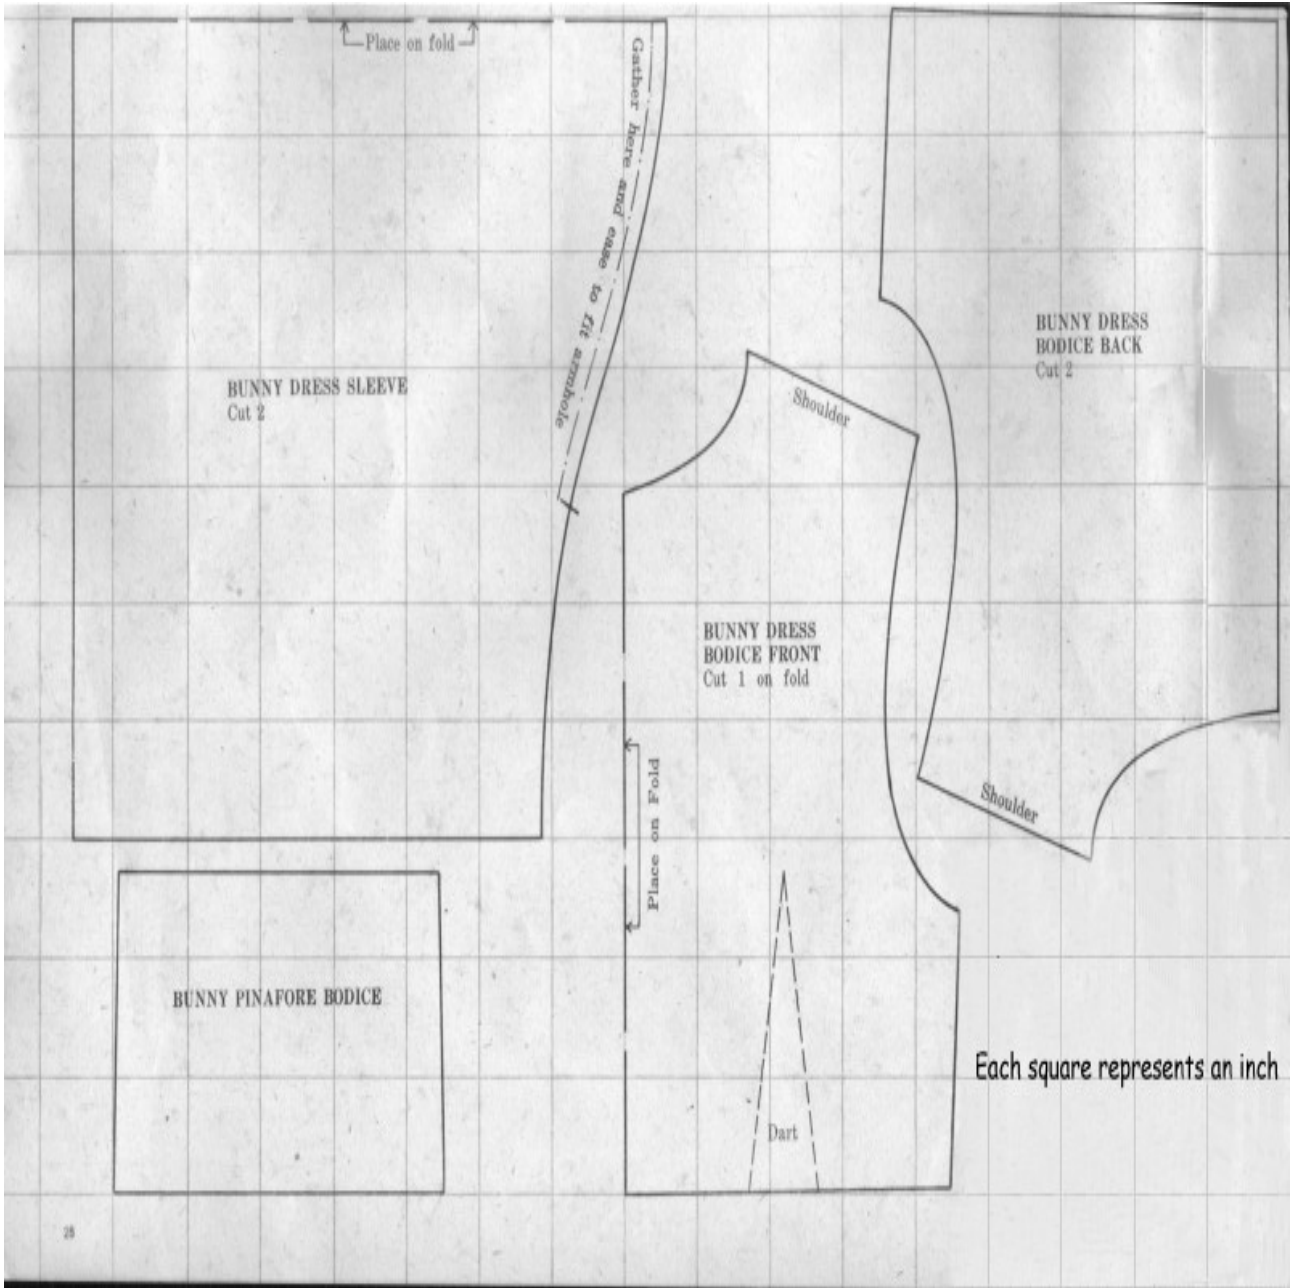 Place on fold
Gather here and ease to fit armhole
BUNNY DRESS SLEEVE
Cut 2
BUNNY DRESS
BODICE BACK
Cut 2
Shoulder
BUNNY DRESS
BODICE FRONT
Cut 1 on fold
Place on Fold
Shoulder
BUNNY PINAFORE BODICE
Each square represents an inch
Dart
28